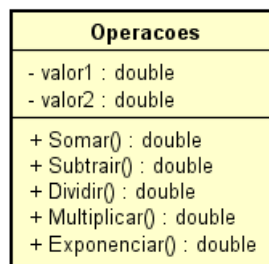 Operacoes
- valor1 : double
- valor2 : double
+ Somar() : double
+ Subtrair() : double
+ Dividir() : double
+ Multiplicar() : double
+ Exponenciar() : double